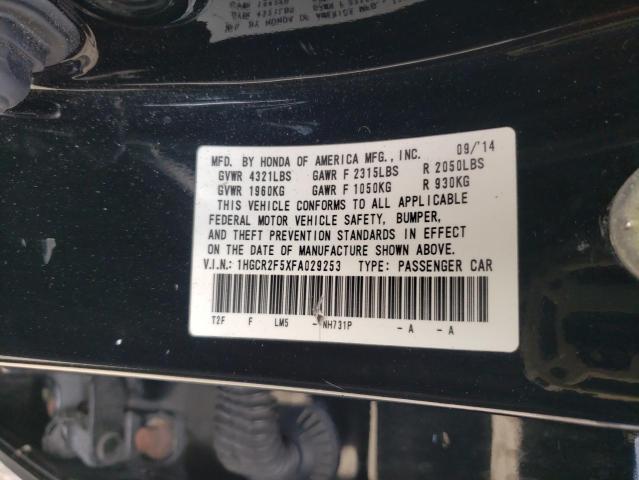 MFD. BY HONDA OF AMERICA MFG., INC. 09/'14
GVWR 4321LBS GAWR F 2315LBS R 2050LBS
GVWR 1960KG GAWR F 1050KG R 930KG
THIS VEHICLE CONFORMS TO ALL APPLICABLE
FEDERAL MOTOR VEHICLE SAFETY, BUMPER,
AND THEFT PREVENTION STANDARDS IN EFFECT
ON THE DATE OF MANUFACTURE SHOWN ABOVE.
V.I.N.: 1HGCR2F5XFA029253 TYPE: PASSENGER CAR
T2F F LM5 - NH731P - A - A